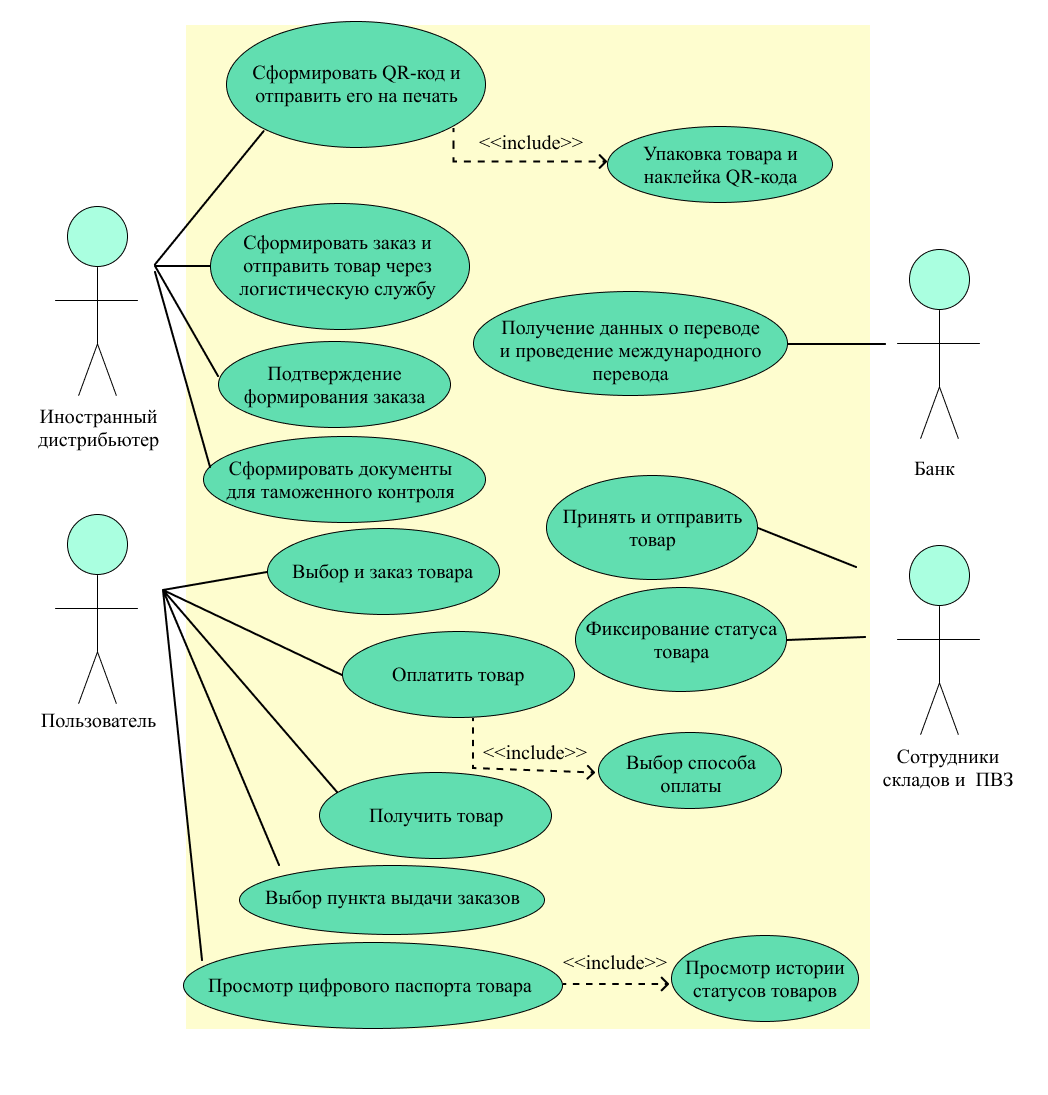 Сформировать QR-код и
отправить его на печать
<<include>>
Упаковка товара и
наклейка QR-кода
Сформировать заказ и
отправить товар через
логистическую службу
Получение данных о переводе
и проведение международного
перевода
Подтверждение
формирования заказа
Иностранный
дистрибьютер
Банк
Сформировать документы
для таможенного контроля
Принять и отправить
товар
Выбор и заказ товара
Фиксирование статуса
товара
Оплатить товар
Пользователь
<<include>>
Выбор способа
оплаты
Сотрудники
складов и ПВЗ
Получить товар
Выбор пункта выдачи заказов
<<include>>
Просмотр цифрового паспорта товара
Просмотр истории
статусов товаров